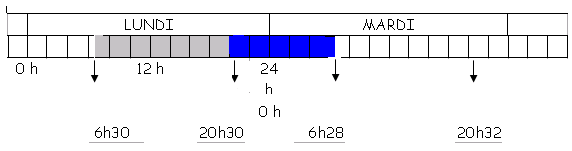 LUNDI MARDI
0 h 12 h 24
h
0 h
6h30 20h30 6h28 20h32